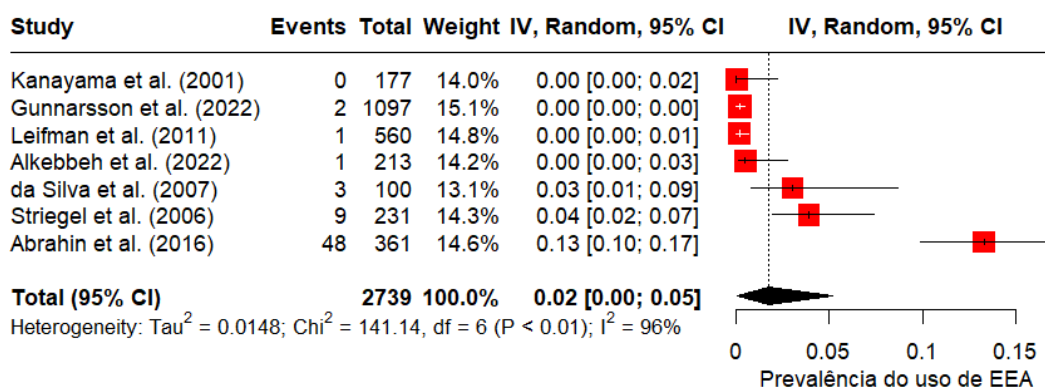 Study Events Total Weight IV, Random, 95% CI IV, Random, 95% CI
Kanayama et al. (2001) 0 177 14.0% 0.00 [0.00; 0.02]
Gunnarsson et al. (2022) 2 1097 15.1% 0.00 [0.00; 0.00]
Leifman et al. (2011) 1 560 14.8% 0.00 [0.00; 0.01]
Alkebbeh et al. (2022) 1 213 14.2% 0.00 [0.00; 0.03]
da Silva et al. (2007) 3 100 13.1% 0.03 [0.01; 0.09]
Striegel et al. (2006) 9 231 14.3% 0.04 [0.02; 0.07]
Abrahin et al. (2016) 48 361 14.6% 0.13 [0.10; 0.17]
Total (95% CI) 2739 100.0% 0.02 [0.00; 0.05]
Heterogeneity: Tau² = 0.0148; Chi² = 141.14, df = 6 (P < 0.01); I² = 96%
0 0.05 0.1 0.15
Prevalência do uso de EEA